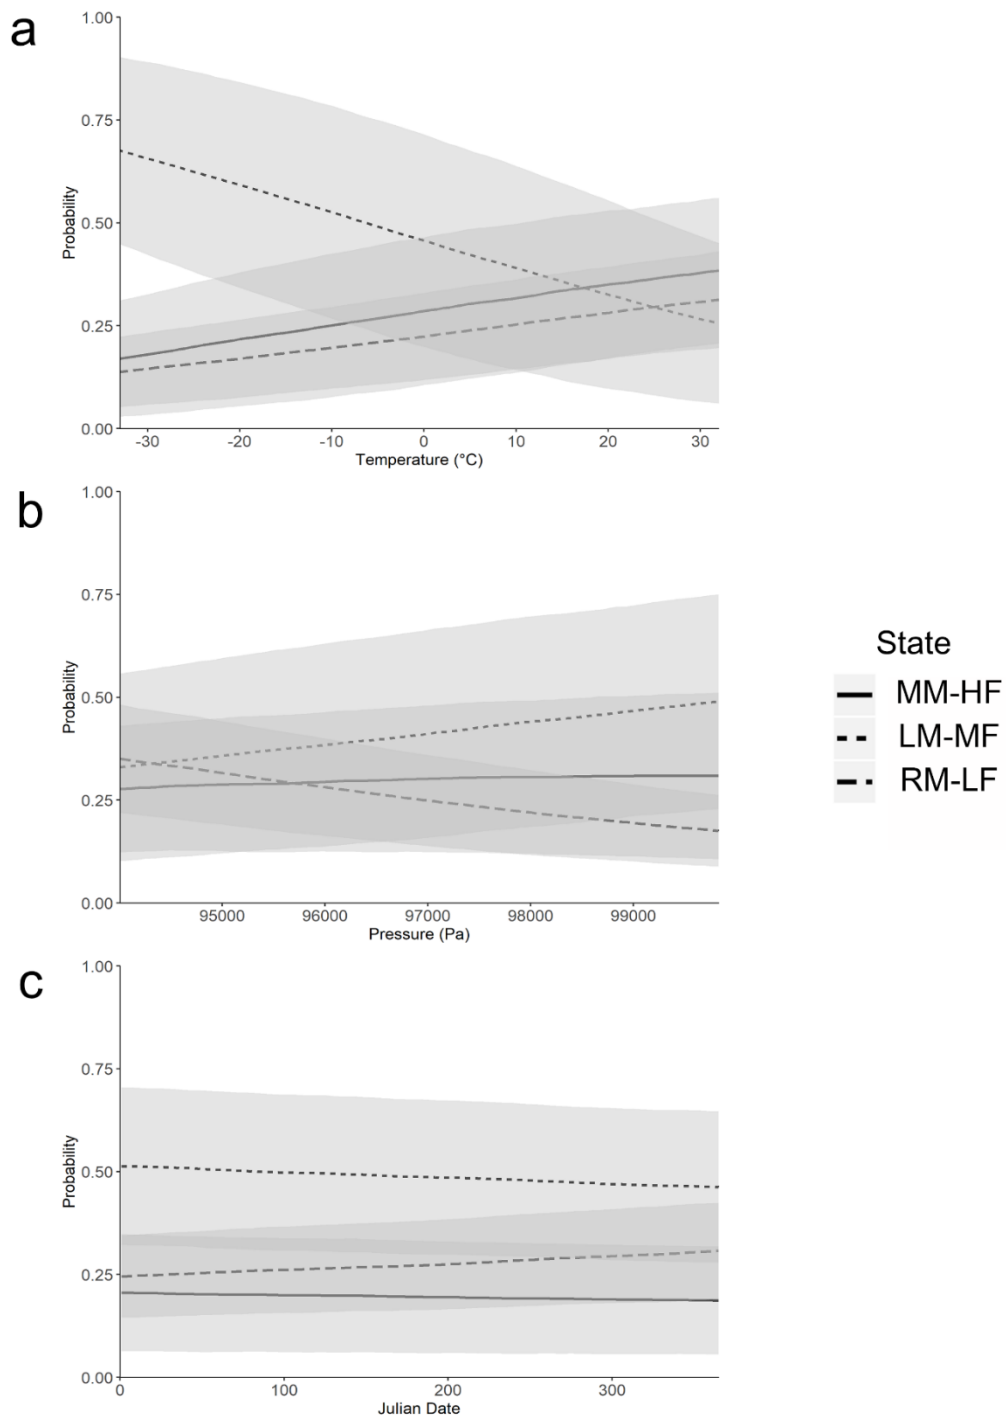 a
1.00
0.75
0.50
0.25
0.00
Probability
-30 -20 -10 0 10 20 30
Temperature (°C)
b
1.00
0.75
0.50
0.25
0.00
Probability
95000 96000 97000 98000 99000
Pressure (Pa)
State
MM-HF
LM-MF
RM-LF
c
1.00
0.75
0.50
0.25
0.00
Probability
0 100 200 300
Julian Date